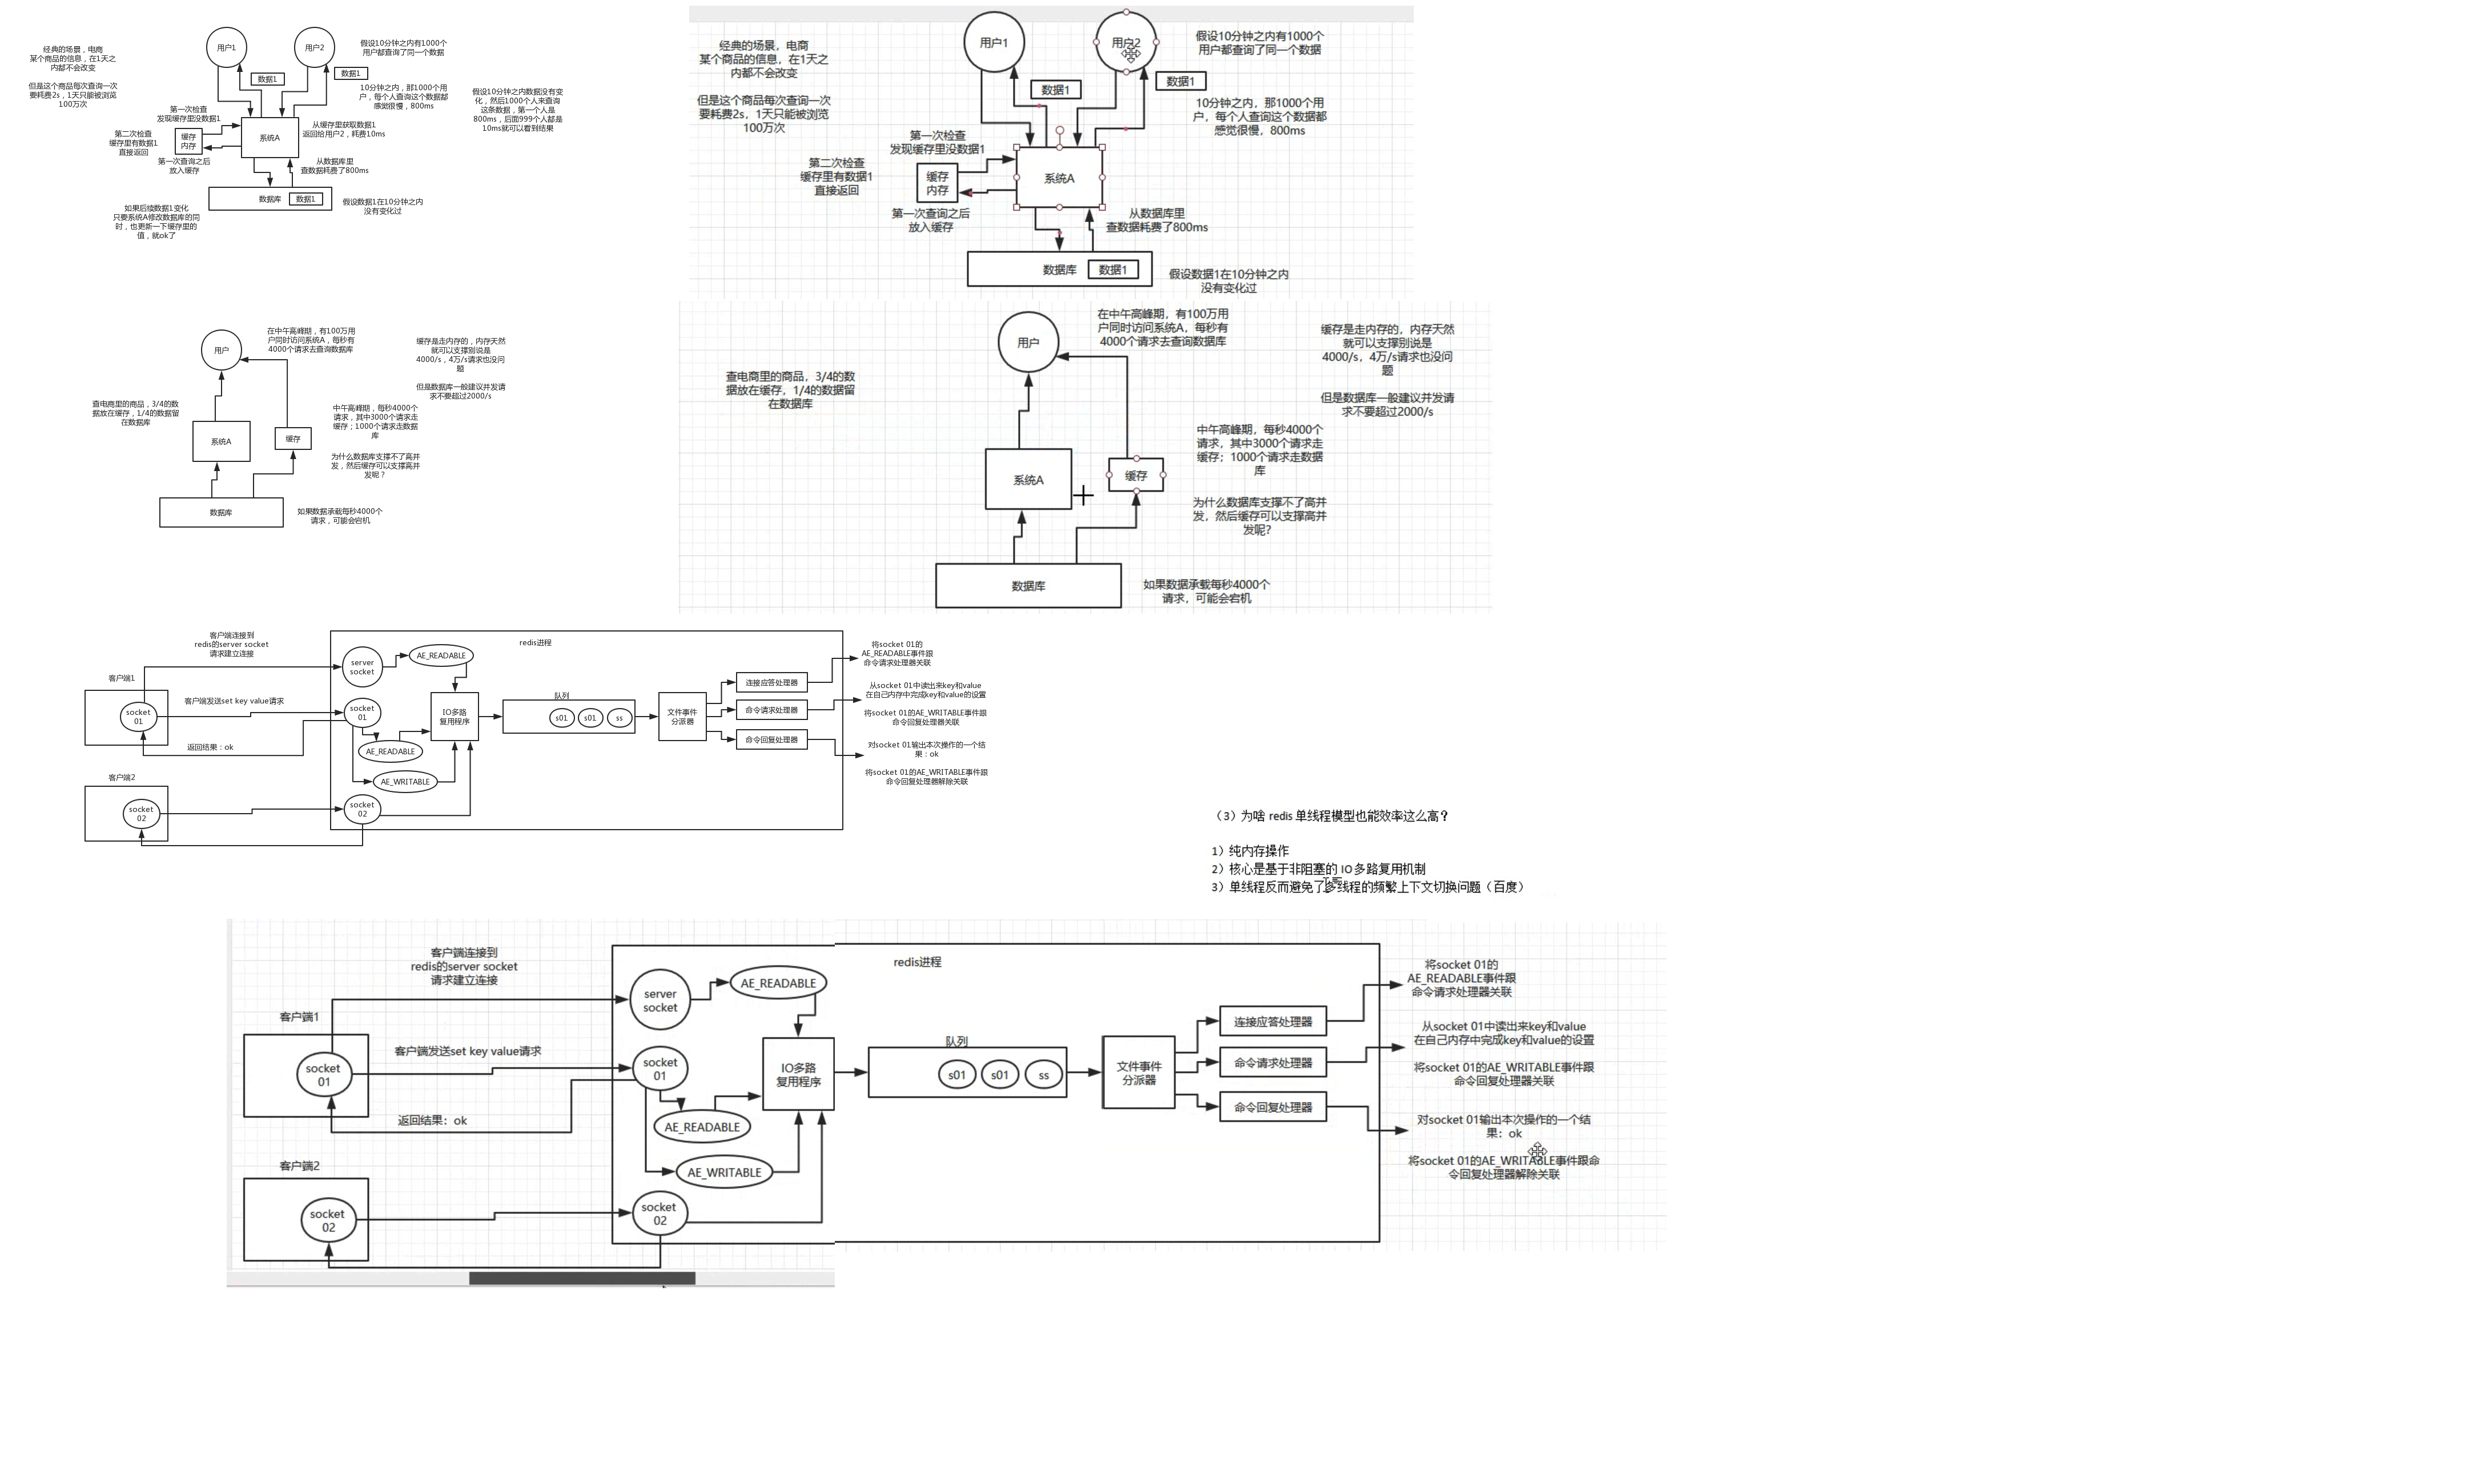 经典的场景，电商
某个商品的信息，在1天之
内都不会改变
但是这个商品每次查询一次
要耗费2s，1天只能被浏览
100万次
用户1
用户2
数据1
数据1
假设10分钟之内有1000个
用户都查询了同一个数据
10分钟之内，那1000个用
户，每个人查询这个数据都
感觉很慢，800ms
假设10分钟之内数据没有变
化，然后1000个人来查询
这条数据，第一个人是
800ms，后面999个人都是
10ms就可以看到结果
第一次检查
发现缓存里没数据1
第二次检查
缓存里有数据1
直接返回
缓存
内存
系统A
从缓存里获取数据1
返回给用户2，耗费10ms
第一次查询之后
放入缓存
从数据库里
查数据耗费了800ms
数据库
数据1
假设数据1在10分钟之内
没有变化过
如果后续数据1变化
只要系统A修改数据库的同
时，也更新一下缓存里的
值，就ok了
经典的场景，电商
某个商品的信息，在1天之
内都不会改变
但是这个商品每次查询一次
要耗费2s，1天只能被浏览
100万次
用户1
用户2
数据1
数据1
假设10分钟之内有1000个
用户都查询了同一个数据
10分钟之内，那1000个用
户，每个人查询这个数据都
感觉很慢，800ms
第一次检查
发现缓存里没数据1
第二次检查
缓存里有数据1
直接返回
缓存
内存
系统A
第一次查询之后
放入缓存
从数据库里
查数据耗费了800ms
数据库
数据1
假设数据1在10分钟之内
没有变化过
用户
在中午高峰期，有100万用
户同时访问系统A，每秒有
4000个请求去查询数据库
缓存是走内存的，内存天然
就可以支撑别说是
4000/s，4万/s请求也没问
题
但是数据库一般建议并发请
求不要超过2000/s
查电商里的商品，3/4的数
据放在缓存，1/4的数据留
在数据库
系统A
缓存
中午高峰期，每秒4000个
请求，其中3000个请求走
缓存；1000个请求走数据
库
为什么数据库支撑不了高并
发，然后缓存可以支撑高并
发呢？
数据库
如果数据承载每秒4000个
请求，可能会宕机
用户
在中午高峰期，有100万用
户同时访问系统A，每秒有
4000个请求去查询数据库
缓存是走内存的，内存天然
就可以支撑别说是
4000/s，4万/s请求也没问
题
但是数据库一般建议并发请
求不要超过2000/s
查电商里的商品，3/4的数
据放在缓存，1/4的数据留
在数据库
系统A
缓存
中午高峰期，每秒4000个
请求，其中3000个请求走
缓存；1000个请求走数据
库
为什么数据库支撑不了高并
发，然后缓存可以支撑高并
发呢？
数据库
如果数据承载每秒4000个
请求，可能会宕机
客户端连接到
redis的server socket
请求建立连接
redis进程
客户端1
socket
01
客户端发送set key value请求
返回结果：ok
客户端2
socket
02
server
socket
AE_READABLE
socket
01
AE_READABLE
AE_WRITABLE
socket
02
IO多路
复用程序
队列
s01
s01
ss
文件事件
分派器
连接应答处理器
命令请求处理器
命令回复处理器
将socket 01的
AE_READABLE事件跟
命令请求处理器关联
从socket 01中读出来key和value
在自己内存中完成key和value的设置
将socket 01的AE_WRITABLE事件跟
命令回复处理器关联
对socket 01输出本次操作的一个结
果：ok
将socket 01的AE_WRITABLE事件跟
命令回复处理器解除关联
（3）为啥 redis 单线程模型也能效率这么高？
1）纯内存操作
2）核心是基于非阻塞的 IO 多路复用机制
3）单线程反而避免了多线程的频繁上下文切换问题（百度）
客户端连接到
redis的server socket
请求建立连接
redis进程
客户端1
socket
01
客户端发送set key value请求
返回结果：ok
客户端2
socket
02
server
socket
AE_READABLE
socket
01
AE_READABLE
AE_WRITABLE
socket
02
IO多路
复用程序
队列
s01
s01
ss
文件事件
分派器
连接应答处理器
命令请求处理器
命令回复处理器
将socket 01的
AE_READABLE事件跟
命令请求处理器关联
从socket 01中读出来key和value
在自己内存中完成key和value的设置
将socket 01的AE_WRITABLE事件跟
命令回复处理器关联
对socket 01输出本次操作的一个结
果：ok
将socket 01的AE_WRITABLE事件跟命
令回复处理器解除关联